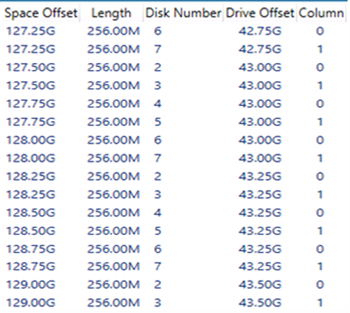 Space Offset Length Disk Number Drive Offset Column
127.25G 256.00M 6 42.75G 0
127.25G 256.00M 7 42.75G 1
127.50G 256.00M 2 43.00G 0
127.50G 256.00M 3 43.00G 1
127.75G 256.00M 4 43.00G 0
127.75G 256.00M 5 43.00G 1
128.00G 256.00M 6 43.00G 0
128.00G 256.00M 7 43.00G 1
128.25G 256.00M 2 43.25G 0
128.25G 256.00M 3 43.25G 1
128.50G 256.00M 4 43.25G 0
128.50G 256.00M 5 43.25G 1
128.75G 256.00M 6 43.25G 0
128.75G 256.00M 7 43.25G 1
129.00G 256.00M 2 43.50G 0
129.00G 256.00M 3 43.50G 1